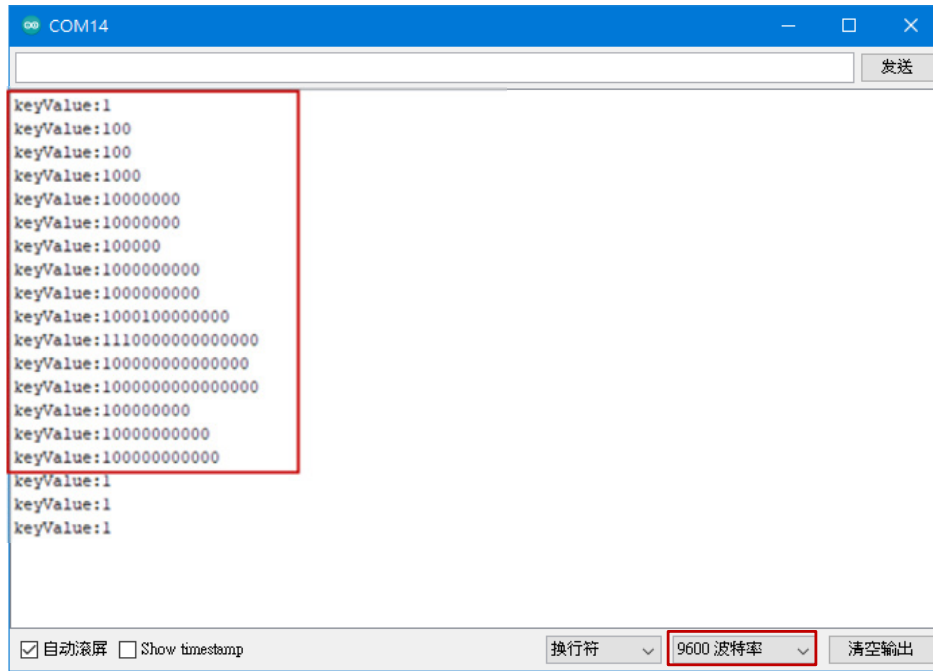 COM14
发送
keyValue:1
keyValue:100
keyValue:100
keyValue:1000
keyValue:10000000
keyValue:10000000
keyValue:100000
keyValue:1000000000
keyValue:1000000000
keyValue:1000100000000
keyValue:1110000000000000
keyValue:100000000000000
keyValue:1000000000000000
keyValue:100000000
keyValue:10000000000
keyValue:100000000000
keyValue:1
keyValue:1
keyValue:1
自动滚屏 Show timestamp 换行符 9600 波特率 清空输出